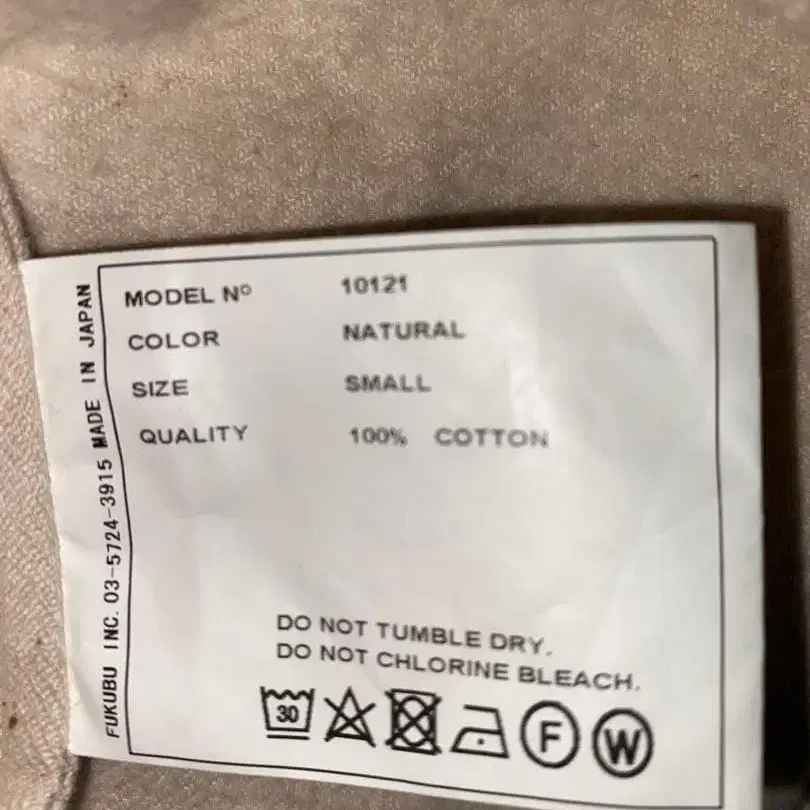 MODEL Nº 10121
COLOR NATURAL
SIZE SMALL
QUALITY 100% COTTON
DO NOT TUMBLE DRY.
DO NOT CHLORINE BLEACH.
30 F W
FUKUBU INC. 03-5724-3915 MADE IN JAPAN